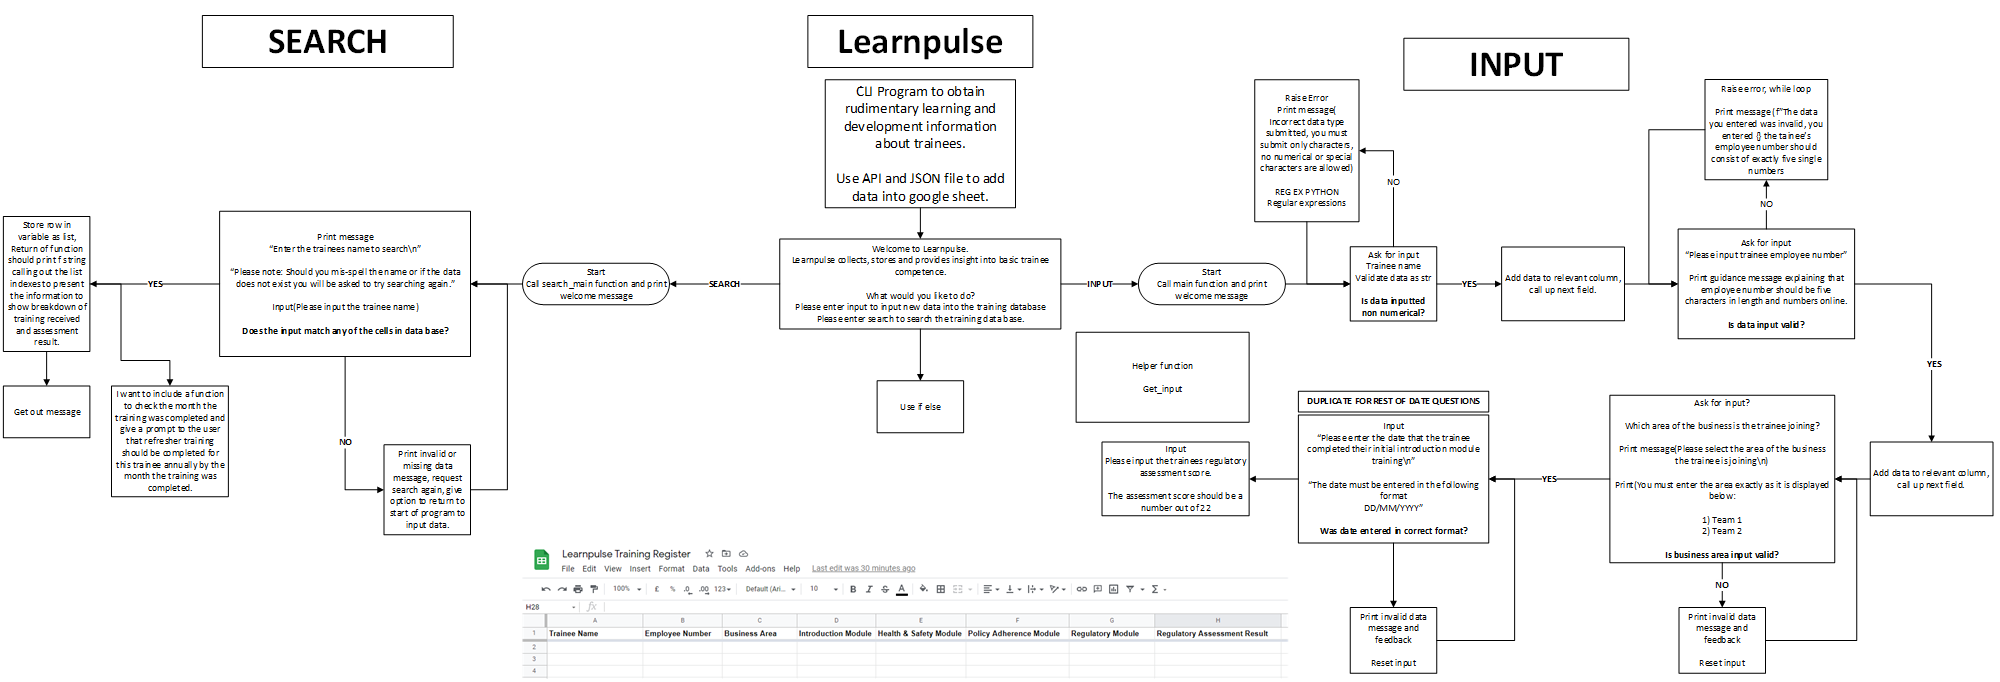 SEARCH
Learnpulse
INPUT
CLI Program to obtain
rudimentary learning and
development information
about trainees.
Use API and JSON file to add
data into google sheet.
Raise Error
Print message(
Incorrect data type
submitted, you must
submit only characters,
no numerical or special
characters are allowed)
REG EX PYTHON
Regular expressions
Raise error, while loop
Print message (f"The data
you entered was invalid, you
entered {} the tainee's
employee number should
consist of exactly five single
numbers
NO
NO
Store row in
variable as list,
Return of function
should print f string
calling out the list
indexes to present
the information to
show breakdown of
training received
and assessment
result.
YES
Print message
"Enter the trainees name to search\n"
"Please note: Should you mis-spell the name or if the data
does not exist you will be asked to try searching again."
Input(Please input the trainee name)
Does the input match any of the cells in data base?
Start
Call search_main function and print
welcome message
SEARCH
Welcome to Learnpulse.
Learnpulse collects, stores and provides insight into basic trainee
competence.
What would you like to do?
Please enter input to input new data into the training database
Please enter search to search the training data base.
INPUT
Start
Call main function and print
welcome message
Ask for input
Trainee name
Validate data as str
Is data inputted
non numerical?
YES
Add data to relevant column,
call up next field.
Ask for input
"Please input trainee employee number"
Print guidance message explaining that
employee number should be five
characters in length and numbers online.
Is data input valid?
YES
Get out message
I want to include a function
to check the month the
training was completed and
give a prompt to the user
that refresher training
should be completed for
this trainee annually by the
month the training was
completed.
NO
Print invalid or
missing data
message, request
search again, give
option to return to
start of program to
input data.
Use if else
Helper function
Get_input
DUPLICATE FOR REST OF DATE QUESTIONS
Input
Please input the trainees regulatory
assessment score.
The assessment score should be a
number out of 22
Input
"Please enter the date that the trainee
completed their initial introduction module
training\n"
"The date must be entered in the following
format
DD/MM/YYYY"
Was date entered in correct format?
YES
Ask for input?
Which area of the business is the trainee joining?
Print message(Please select the area of the business
the trainee is joining\n)
Print(You must enter the area exactly as it is displayed
below:
1) Team 1
2) Team 2
Is business area input valid?
Add data to relevant column,
call up next field.
NO
Print invalid data
message and
feedback
Reset input
Print invalid data
message and
feedback
Reset input
Learnpulse Training Register
File Edit View Insert Format Data Tools Add-ons Help Last edit was 30 minutes ago
100% £ % .0 .00 123 Default (Ari... 10 B I S A Σ
H28 fx
A B C D E F G H
1 Trainee Name Employee Number Business Area Introduction Module Health & Safety Module Policy Adherence Module Regulatory Module Regulatory Assessment Result
2
3
4